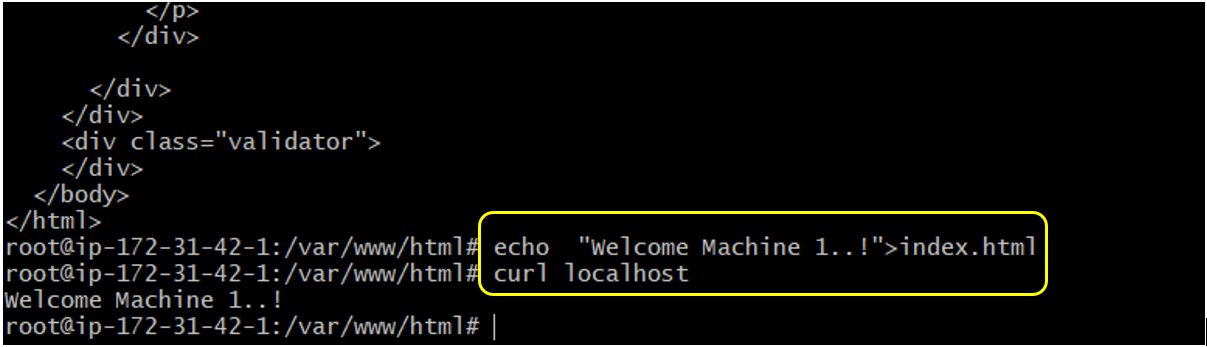 </p>
        </div>
      </div>
    </div>
    <div class="validator">
    </div>
  </body>
</html>
root@ip-172-31-42-1:/var/www/html# echo  "Welcome Machine 1..!">index.html
root@ip-172-31-42-1:/var/www/html# curl localhost
Welcome Machine 1..!
root@ip-172-31-42-1:/var/www/html#